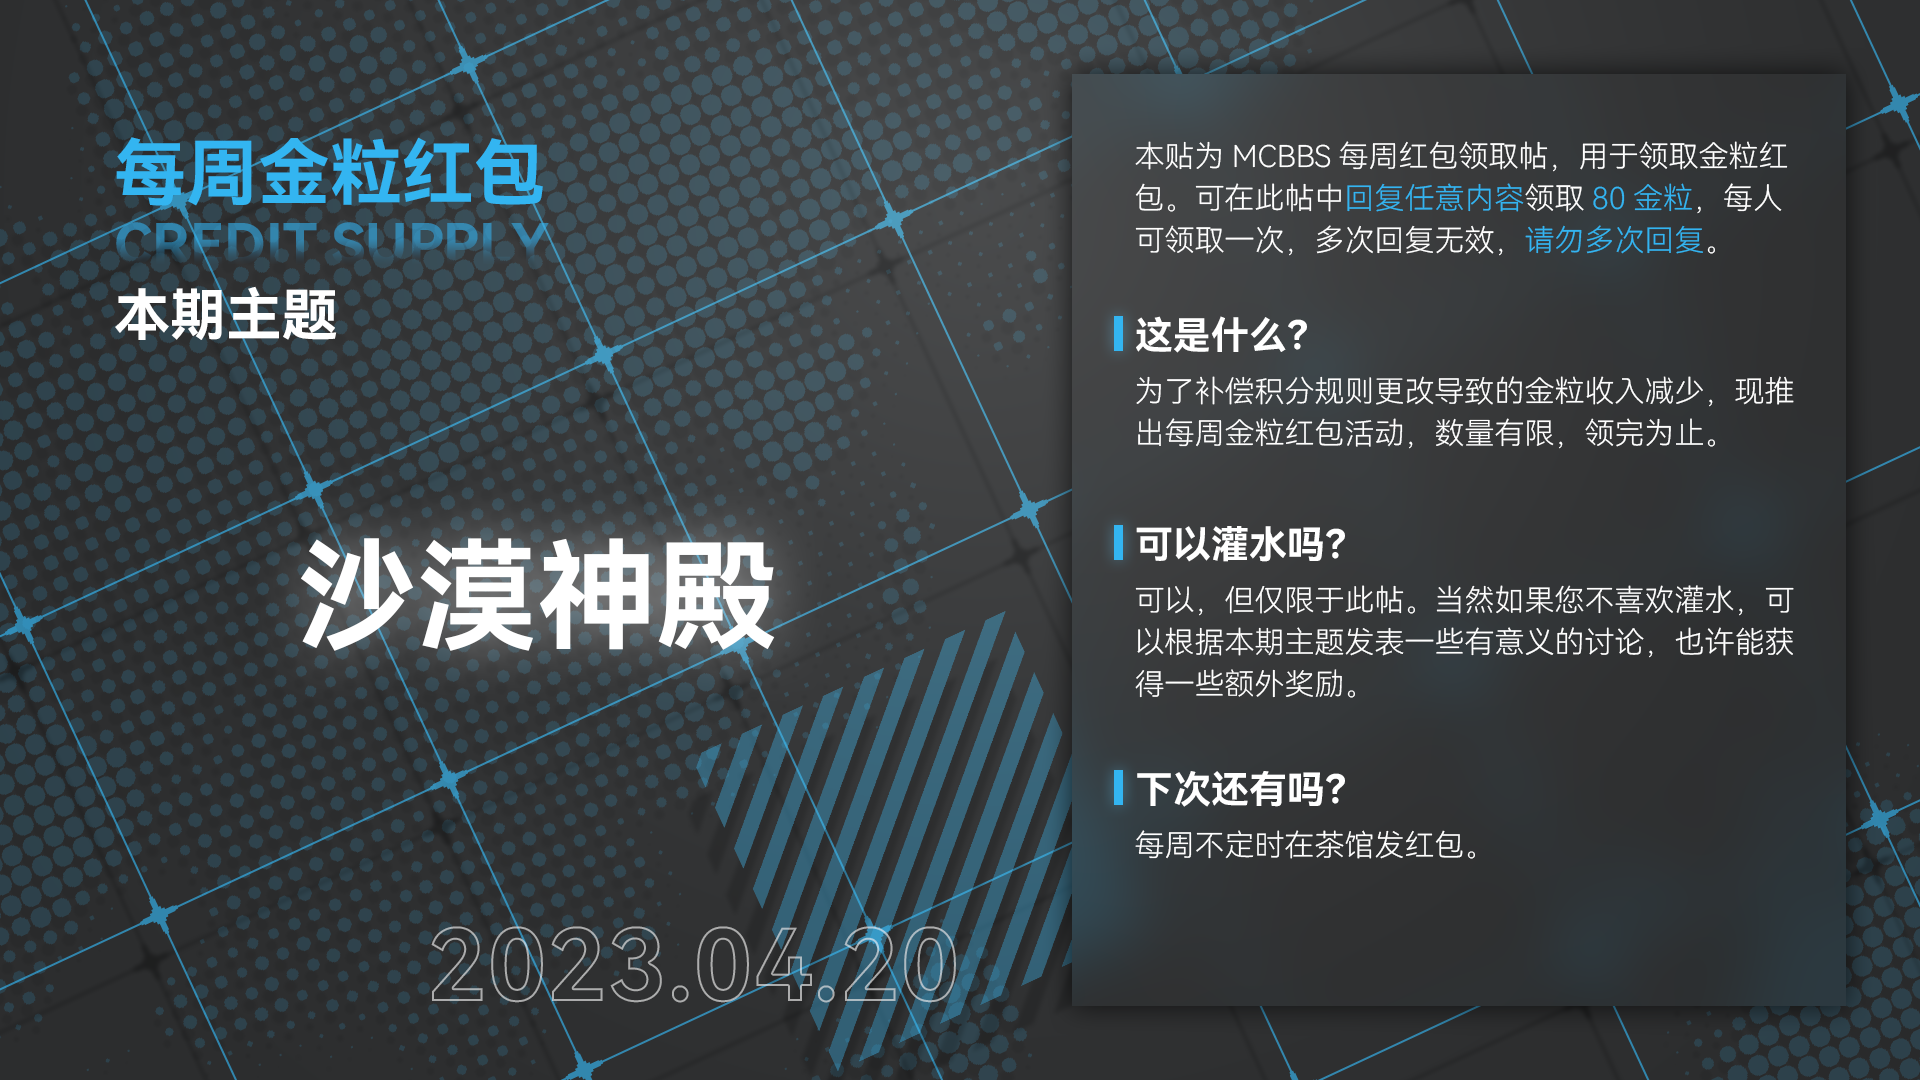 每周金粒红包
CREDIT SUPPLY
本期主题
沙漠神殿
2023.04.20
本贴为 MCBBS 每周红包领取帖，用于领取金粒红
包。可在此帖中回复任意内容领取 80 金粒，每人
可领取一次，多次回复无效，请勿多次回复。
这是什么？
为了补偿积分规则更改导致的金粒收入减少，现推
出每周金粒红包活动，数量有限，领完为止。
可以灌水吗？
可以，但仅限于此帖。当然如果您不喜欢灌水，可
以根据本期主题发表一些有意义的讨论，也许能获
得一些额外奖励。
下次还有吗？
每周不定时在茶馆发红包。